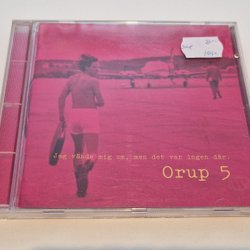 Jag vände mig om, men det var ingen där.
Orup 5